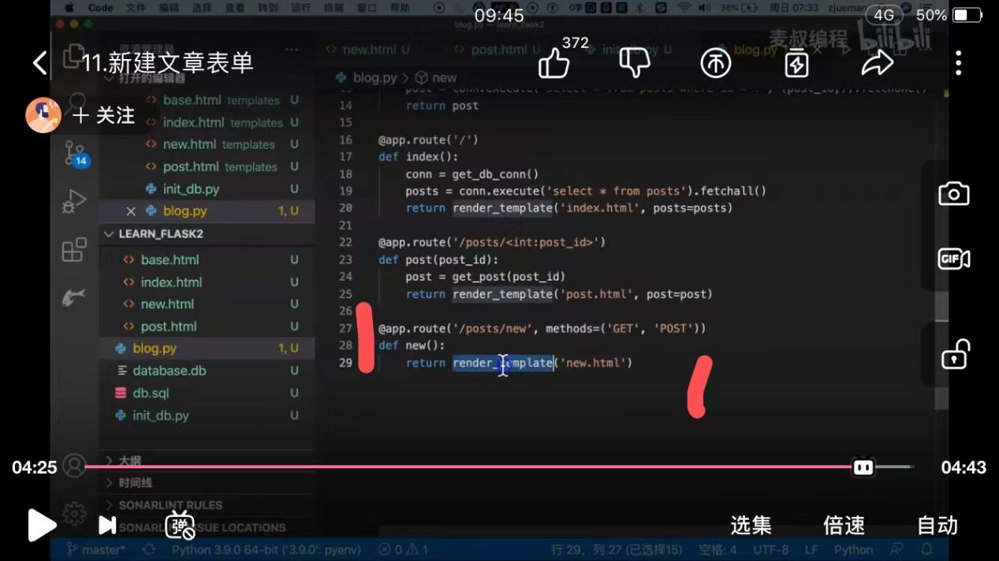 Code 文件 编辑 选择 查看 转到 运行 终端 窗口 帮助 36% 周日 07:33 zjueman
09:45
4G 50%
blog.py — learn_flask2
麦叔编程 bilibili
11.新建文章表单
372
new.html U
post.html U
init_db.py U
blog.py
打开的编辑器
+ 关注
base.html templates U
index.html templates U
new.html templates U
post.html templates U
init_db.py U
blog.py 1, U
LEARN_FLASK2
base.html U
index.html U
new.html U
post.html U
blog.py 1, U
database.db U
db.sql U
init_db.py U
大纲
时间线
SONARLINT RULES
SONARLINT ISSUE LOCATIONS
14
blog.py > new
14 return post
15
16 @app.route('/')
17 def index():
18 conn = get_db_conn()
19 posts = conn.execute('select * from posts').fetchall()
20 return render_template('index.html', posts=posts)
21
22 @app.route('/posts/<int:post_id>')
23 def post(post_id):
24 post = get_post(post_id)
25 return render_template('post.html', post=post)
26
27 @app.route('/posts/new', methods=('GET', 'POST'))
28 def new():
29 return render_template('new.html')
GIF
04:25
04:43
弹
选集 倍速 自动
master* Python 3.9.0 64-bit ('3.9.0': pyenv) 0 1 行 29, 列 27 (已选择15) 空格: 4 UTF-8 LF Python